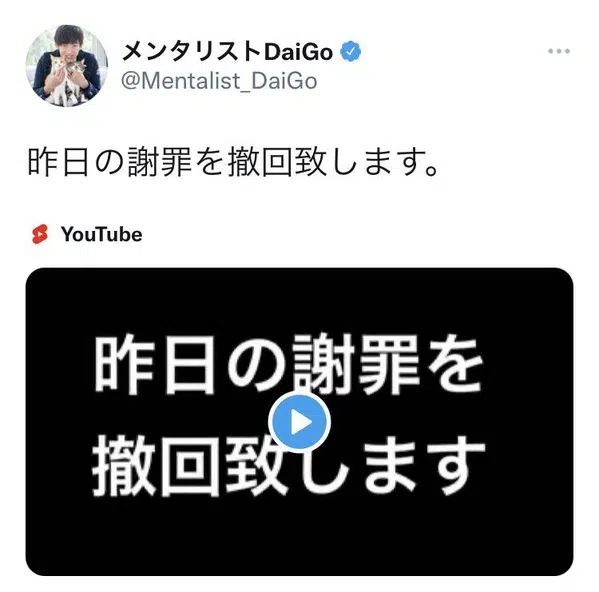 メンタリストDaiGo
@Mentalist_DaiGo
昨日の謝罪を撤回致します。
YouTube
昨日の謝罪を
撤回致します